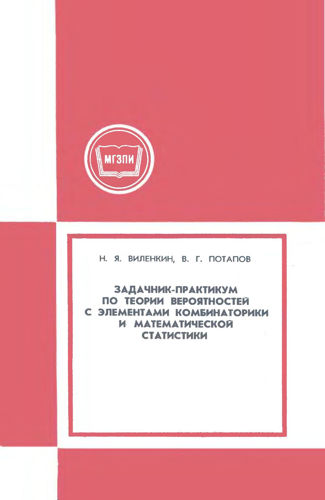 МГЗПИ
Н. Я. ВИЛЕНКИН, В. Г. ПОТАПОВ
ЗАДАЧНИК-ПРАКТИКУМ
ПО ТЕОРИИ ВЕРОЯТНОСТЕЙ
С ЭЛЕМЕНТАМИ КОМБИНАТОРИКИ
И МАТЕМАТИЧЕСКОЙ
СТАТИСТИКИ